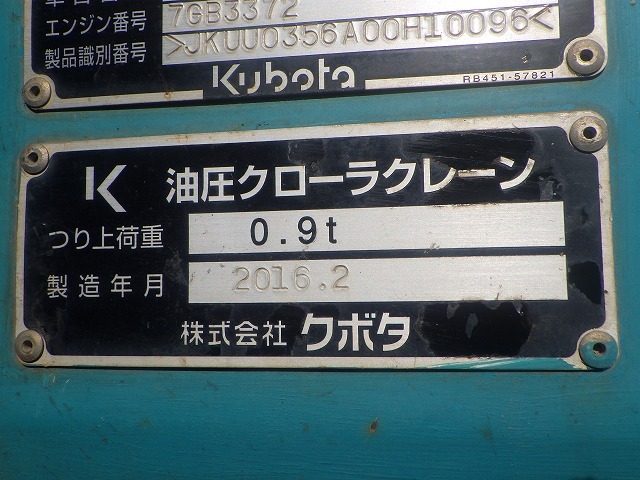 エンジン番号 7GB3372
製品識別番号 >JKUU0356A00H10096<
Kubota
RB451-57821
油圧クローラクレーン
つり上荷重 0.9t
製造年月 2016.2
株式会社 クボタ